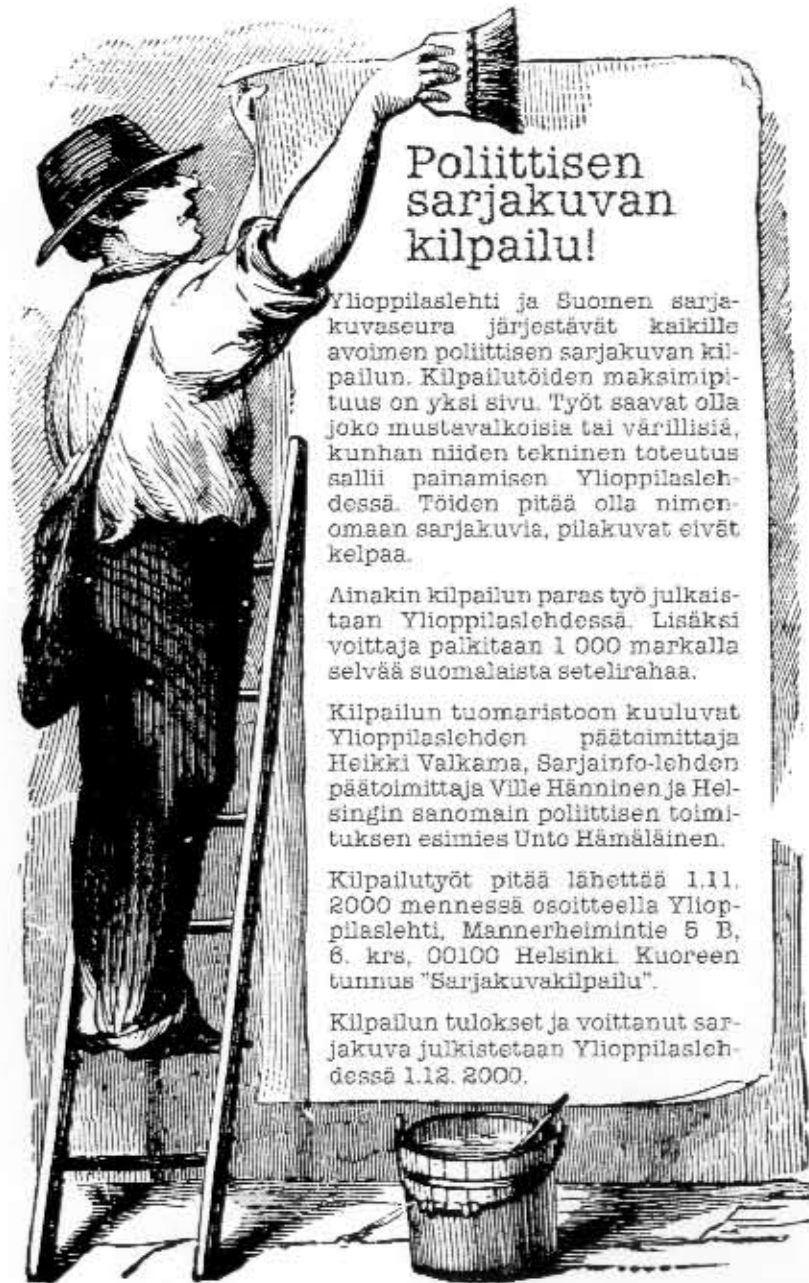 Poliittisen
sarjakuvan
kilpailu!
Ylioppilaslehti ja Suomen sarja-
kuvaseura järjestävät kaikille
avoimen poliittisen sarjakuvan kil-
pailun. Kilpailutöiden maksimipi-
tuus on yksi sivu. Työt saavat olla
joko mustavalkoisia tai värillisiä,
kunhan niiden tekninen toteutus
sallii painamisen Ylioppilasleh-
dessä. Töiden pitää olla nimen-
omaan sarjakuvia, pilakuvat eivät
kelpaa.
Ainakin kilpailun paras työ julkais-
taan Ylioppilaslehdessä. Lisäksi
voittaja palkitaan 1 000 markalla
selvää suomalaista setelirahaa.
Kilpailun tuomaristoon kuuluvat
Ylioppilaslehden päätoimittaja
Heikki Valkama, Sarjainfo-lehden
päätoimittaja Ville Hänninen ja Hel-
singin sanomain poliittisen toimi-
tuksen esimies Unto Hämäläinen.
Kilpailutyöt pitää lähettää 1.11.
2000 mennessä osoitteella Yliop-
pilaslehti, Mannerheimintie 5 B,
6. krs, 00100 Helsinki. Kuoreen
tunnus "Sarjakuvakilpailu".
Kilpailun tulokset ja voittanut sar-
jakuva julkistetaan Ylioppilasleh-
dessä 1.12. 2000.